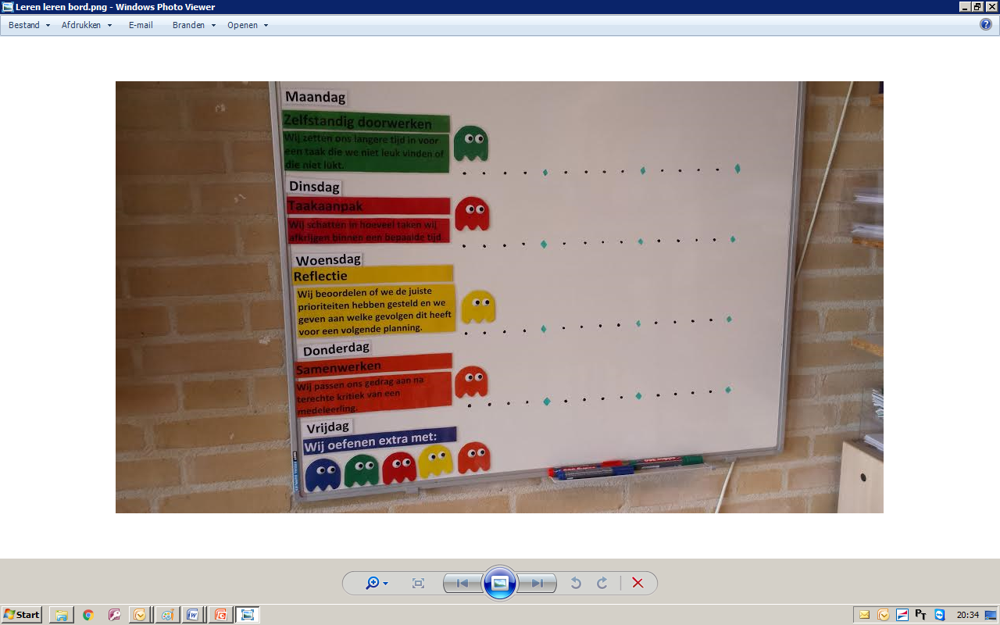 Leren leren bord.png - Windows Photo Viewer
Bestand Afdrukken E-mail Branden Openen
Maandag
Zelfstandig doorwerken
Wij zetten ons langere tijd in voor
een taak die we niet leuk vinden of
die niet lukt.
Dinsdag
Taakaanpak
Wij schatten in hoeveel taken wij
afkrijgen binnen een bepaalde tijd
Woensdag
Reflectie
Wij beoordelen of we de juiste
prioriteiten hebben gesteld en we
geven aan welke gevolgen dit heeft
voor een volgende planning.
Donderdag
Samenwerken
Wij passen ons gedrag aan na
terechte kritiek van een
medeleerling.
Vrijdag
Wij oefenen extra met:
Start
PT
20:34